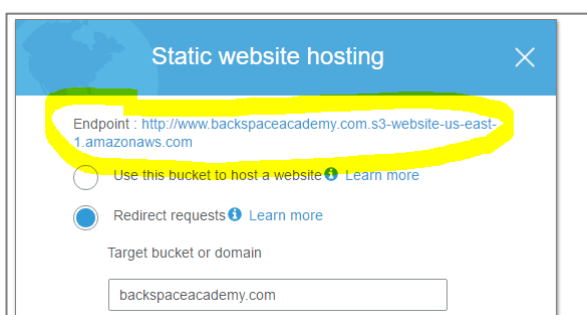 Static website hosting
Endpoint : http://www.backspaceacademy.com.s3-website-us-east-
1.amazonaws.com
Use this bucket to host a website Learn more
Redirect requests Learn more
Target bucket or domain
backspaceacademy.com